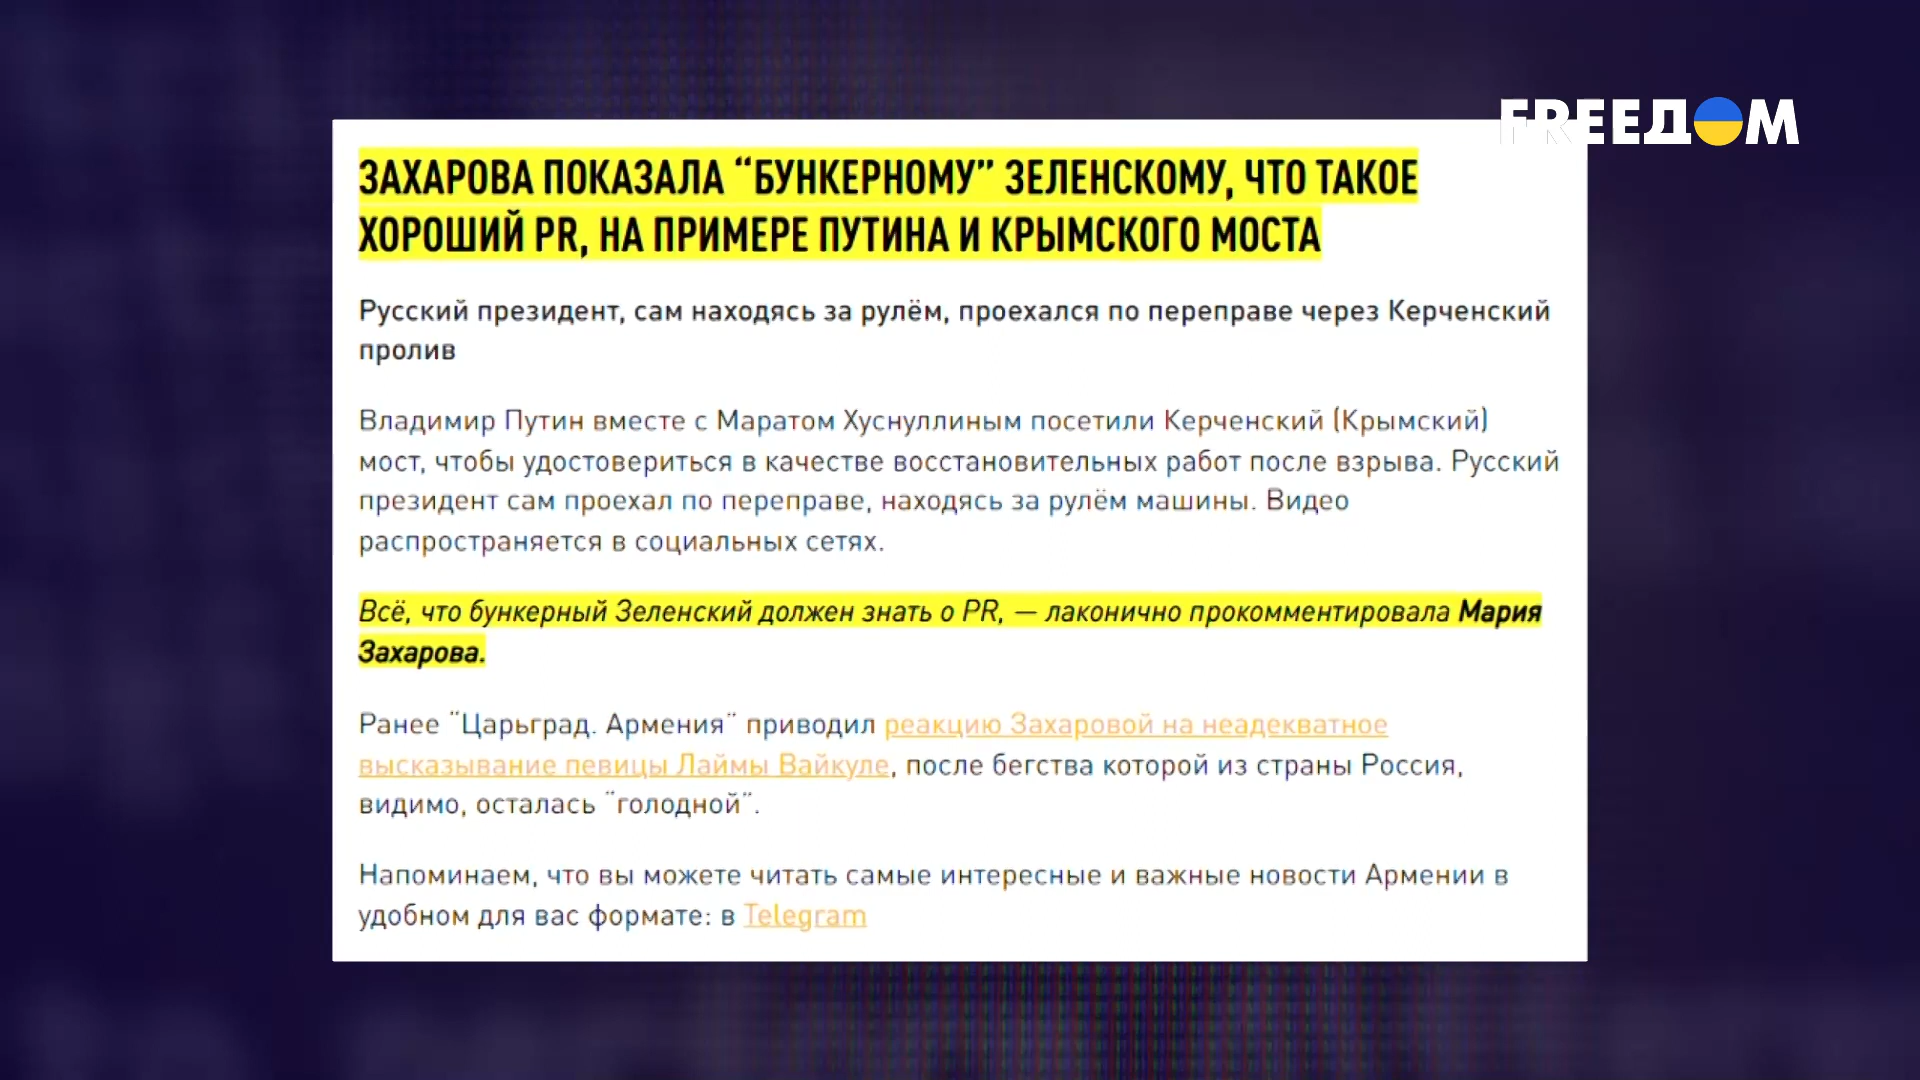 FREEДOM
ЗАХАРОВА ПОКАЗАЛА “БУНКЕРНОМУ” ЗЕЛЕНСКОМУ, ЧТО ТАКОЕ
ХОРОШИЙ PR, НА ПРИМЕРЕ ПУТИНА И КРЫМСКОГО МОСТА
Русский президент, сам находясь за рулём, проехался по переправе через Керченский
пролив
Владимир Путин вместе с Маратом Хуснуллиным посетили Керченский (Крымский)
мост, чтобы удостовериться в качестве восстановительных работ после взрыва. Русский
президент сам проехал по переправе, находясь за рулём машины. Видео
распространяется в социальных сетях.
Всё, что бункерный Зеленский должен знать о PR, — лаконично прокомментировала Мария
Захарова.
Ранее "Царьград. Армения" приводил реакцию Захаровой на неадекватное
высказывание певицы Лаймы Вайкуле, после бегства которой из страны Россия,
видимо, осталась "голодной".
Напоминаем, что вы можете читать самые интересные и важные новости Армении в
удобном для вас формате: в Telegram